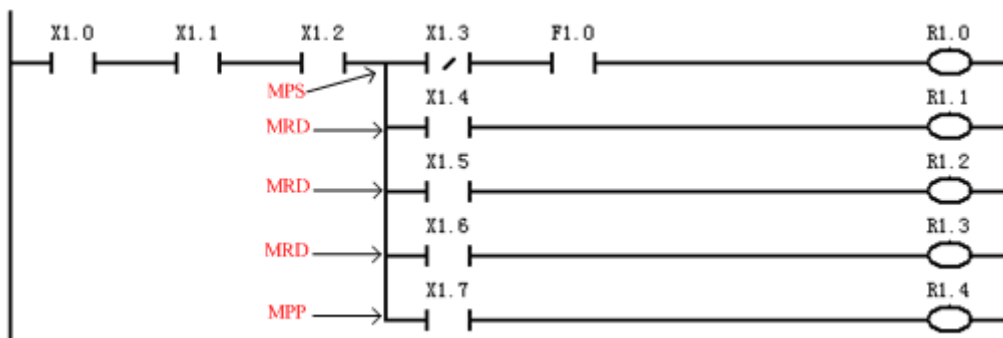 X1.0 X1.1 X1.2 X1.3 F1.0 R1.0
MPS
X1.4 R1.1
MRD
X1.5 R1.2
MRD
X1.6 R1.3
MRD
X1.7 R1.4
MPP